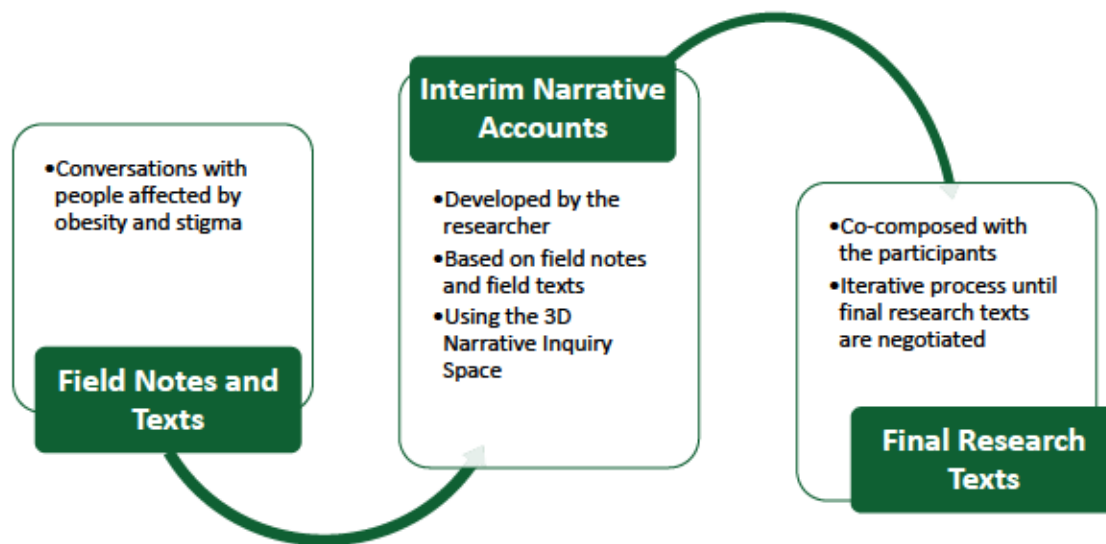 •Conversations with
people affected by
obesity and stigma
Field Notes and
Texts
Interim Narrative
Accounts
•Developed by the
researcher
•Based on field notes
and field texts
•Using the 3D
Narrative Inquiry
Space
•Co-composed with
the participants
•Iterative process until
final research texts
are negotiated
Final Research
Texts